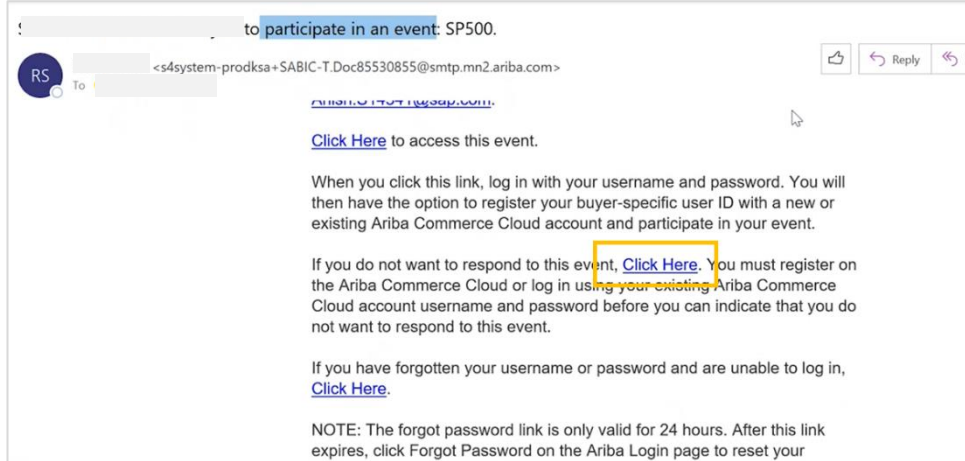 to participate in an event: SP500.
RS
<s4system-prodksa+SABIC-T.Doc85530855@smtp.mn2.ariba.com>
Reply
To
Click Here to access this event.
When you click this link, log in with your username and password. You will
then have the option to register your buyer-specific user ID with a new or
existing Ariba Commerce Cloud account and participate in your event.
If you do not want to respond to this event, Click Here. You must register on
the Ariba Commerce Cloud or log in using your existing Ariba Commerce
Cloud account username and password before you can indicate that you do
not want to respond to this event.
If you have forgotten your username or password and are unable to log in,
Click Here.
NOTE: The forgot password link is only valid for 24 hours. After this link
expires, click Forgot Password on the Ariba Login page to reset your